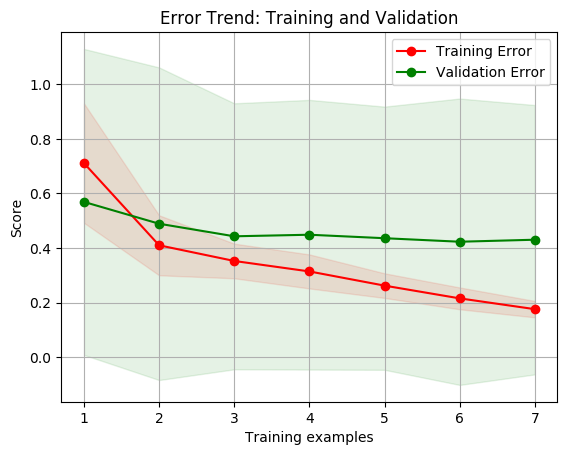 Error Trend: Training and Validation
Training Error
Validation Error
1.0
0.8
0.6
0.4
0.2
0.0
Score
1 2 3 4 5 6 7
Training examples